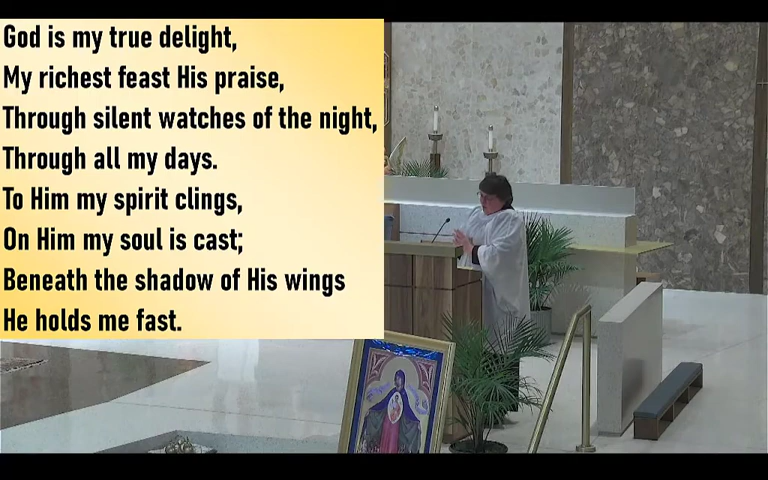 God is my true delight,
My richest feast His praise,
Through silent watches of the night,
Through all my days.
To Him my spirit clings,
On Him my soul is cast;
Beneath the shadow of His wings
He holds me fast.